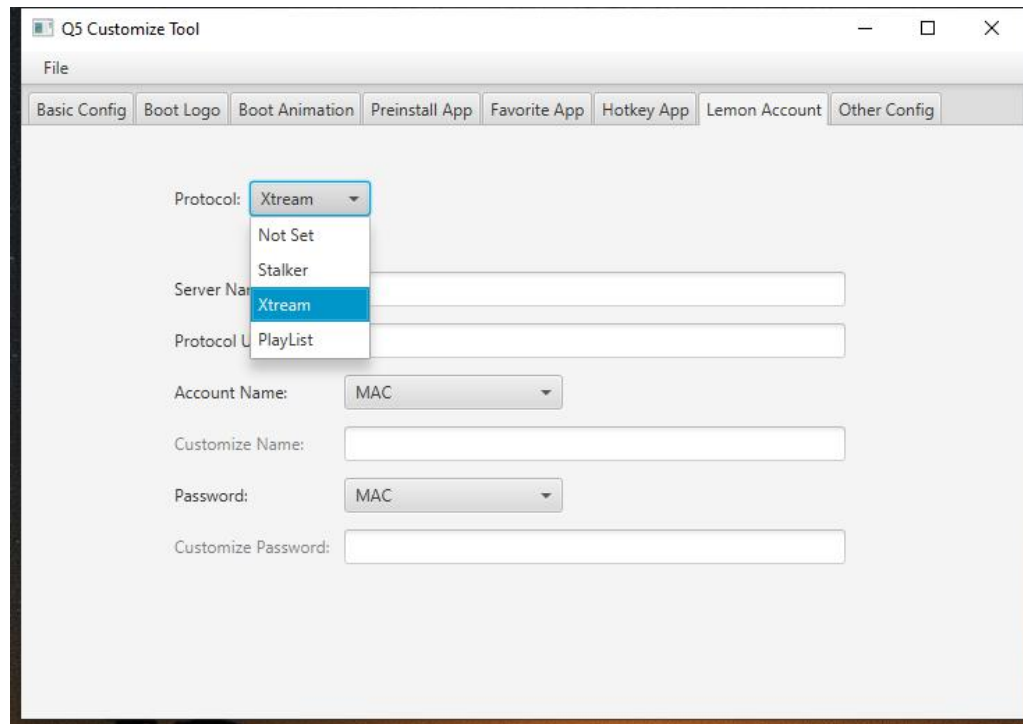 Q5 Customize Tool
File
Basic Config Boot Logo Boot Animation Preinstall App Favorite App Hotkey App Lemon Account Other Config
Protocol: Xtream
Not Set
Stalker
Server Nar
Xtream
Protocol U
PlayList
Account Name: MAC
Customize Name:
Password: MAC
Customize Password: